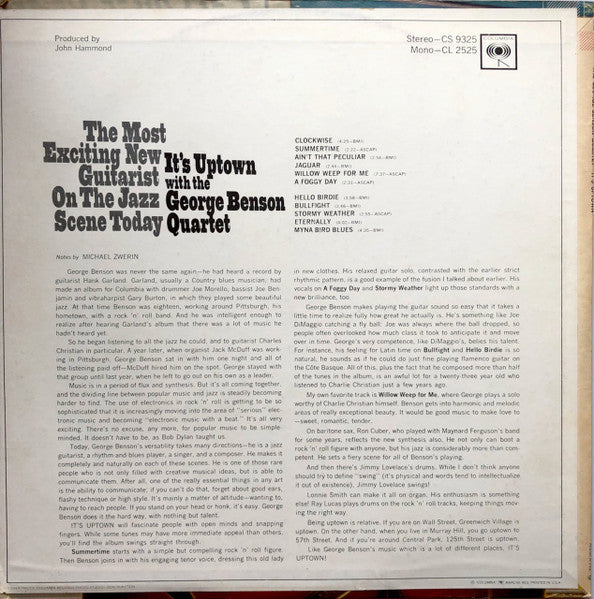 Produced by
John Hammond
Stereo—CS 9325
Mono—CL 2525
COLUMBIA
The Most
Exciting New
Guitarist
On The Jazz
Scene Today
It's Uptown
with the
George Benson
Quartet
CLOCKWISE (4:25—BMI)
SUMMERTIME (2:22—ASCAP)
AIN'T THAT PECULIAR (2:56—BMI)
JAGUAR (2:41—BMI)
WILLOW WEEP FOR ME (7:37—ASCAP)
A FOGGY DAY (2:31—ASCAP)
HELLO BIRDIE (3:58—BMI)
BULLFIGHT (3:46—BMI)
STORMY WEATHER (2:55—ASCAP)
ETERNALLY (3:02—BMI)
MYNA BIRD BLUES (4:20—BMI)
Notes by MICHAEL ZWERIN
George Benson was never the same again—he had heard a record by
guitarist Hank Garland. Garland, usually a Country blues musician, had
made an album for Columbia with drummer Joe Morello, bassist Joe Ben-
jamin and vibraharpist Gary Burton, in which they played some beautiful
jazz. At that time Benson was eighteen, working around Pittsburgh, his
hometown, with a rock 'n' roll band. And he was intelligent enough to
realize after hearing Garland's album that there was a lot of music he
hadn't heard yet.
So he began listening to all the jazz he could, and to guitarist Charles
Christian in particular. A year later, when organist Jack McDuff was work-
ing in Pittsburgh, George Benson sat in with him one night and all of
the listening paid off—McDuff hired him on the spot. George stayed with
that group until last year, when he left to go out on his own as a leader.
Music is in a period of flux and synthesis. But it's all coming together,
and the dividing line between popular music and jazz is steadily becoming
harder to find. The use of electronics in rock 'n' roll is getting to be so
sophisticated that it is increasingly moving into the area of "serious" elec-
tronic music and becoming "electronic music with a beat." It's all very
exciting. There's no excuse, any more, for popular music to be simple-
minded. It doesn't have to be, as Bob Dylan taught us.
Today, George Benson's versatility takes many directions—he is a jazz
guitarist, a rhythm and blues player, a singer, and a composer. He makes it
completely and naturally on each of these scenes. He is one of those rare
people who is not only filled with creative musical ideas, but is able to
communicate them. After all, one of the really essential things in any art
is the ability to communicate; if you can't do that, forget about good ears,
flashy technique or high style. It's mainly a matter of attitude—wanting to,
having to reach people. If you stand on your head or honk, it's easy. George
Benson does it the hard way, with nothing but talent.
IT'S UPTOWN will fascinate people with open minds and snapping
fingers. While some tunes may have more immediate appeal than others,
you'll find the album swings straight through.
Summertime starts with a simple but compelling rock 'n' roll figure.
Then Benson joins in with his engaging tenor voice, dressing this old lady
in new clothes. His relaxed guitar solo, contrasted with the earlier strict
rhythmic pattern, is a good example of the fusion I talked about earlier. His
vocals on A Foggy Day and Stormy Weather light up those standards with a
new brilliance, too.
George Benson makes playing the guitar sound so easy that it takes a
little time to realize fully how great he actually is. He's something like Joe
DiMaggio catching a fly ball: Joe was always where the ball dropped, so
people often overlooked how much class it took to anticipate it and move
over in time. George's very competence, like DiMaggio's, belies his talent.
For instance, his feeling for Latin time on Bullfight and Hello Birdie is so
natural, he sounds as if he could do just fine playing flamenco guitar on
the Côte Basque. All of this, plus the fact that he composed more than half
of the tunes in the album, is an awful lot for a twenty-three year old who
listened to Charlie Christian just a few years ago.
My own favorite track is Willow Weep for Me, where George plays a solo
worthy of Charlie Christian himself. Benson gets into harmonic and melodic
areas of really exceptional beauty. It would be good music to make love to
—sweet, romantic, tender.
On baritone sax, Ron Cuber, who played with Maynard Ferguson's band
for some years, reflects the new synthesis also. He not only can boot a
rock 'n' roll figure with anyone, but his jazz is considerably more than com-
petent. He sets a fiery scene for all of Benson's playing.
And then there's Jimmy Lovelace's drums. While I don't think anyone
should try to define "swing" (it's physical and words tend to intellectualize
it out of existence), Jimmy Lovelace swings!
Lonnie Smith can make it all on organ. His enthusiasm is something
else! Ray Lucas plays drums on the rock 'n' roll tracks, keeping things mov-
ing the right way.
Being uptown is relative. If you are on Wall Street, Greenwich Village is
uptown. On the other hand, when you live in Murray Hill, you go uptown to
57th Street. And if you're around Central Park, 125th Street is uptown.
Like George Benson's music which is a lot of different places, IT'S
UPTOWN!